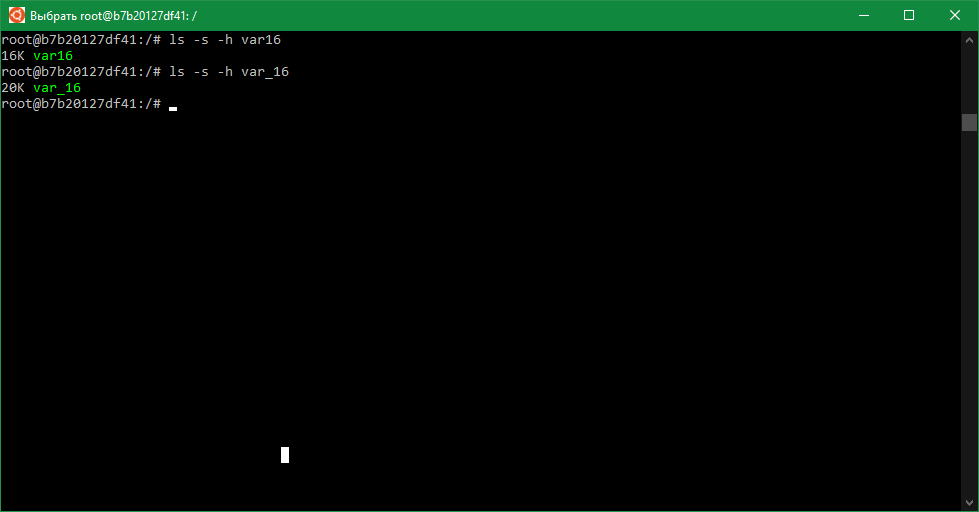 Выбрать root@b7b20127df41: /
root@b7b20127df41:/# ls -s -h var16
16K var16
root@b7b20127df41:/# ls -s -h var_16
20K var_16
root@b7b20127df41:/#